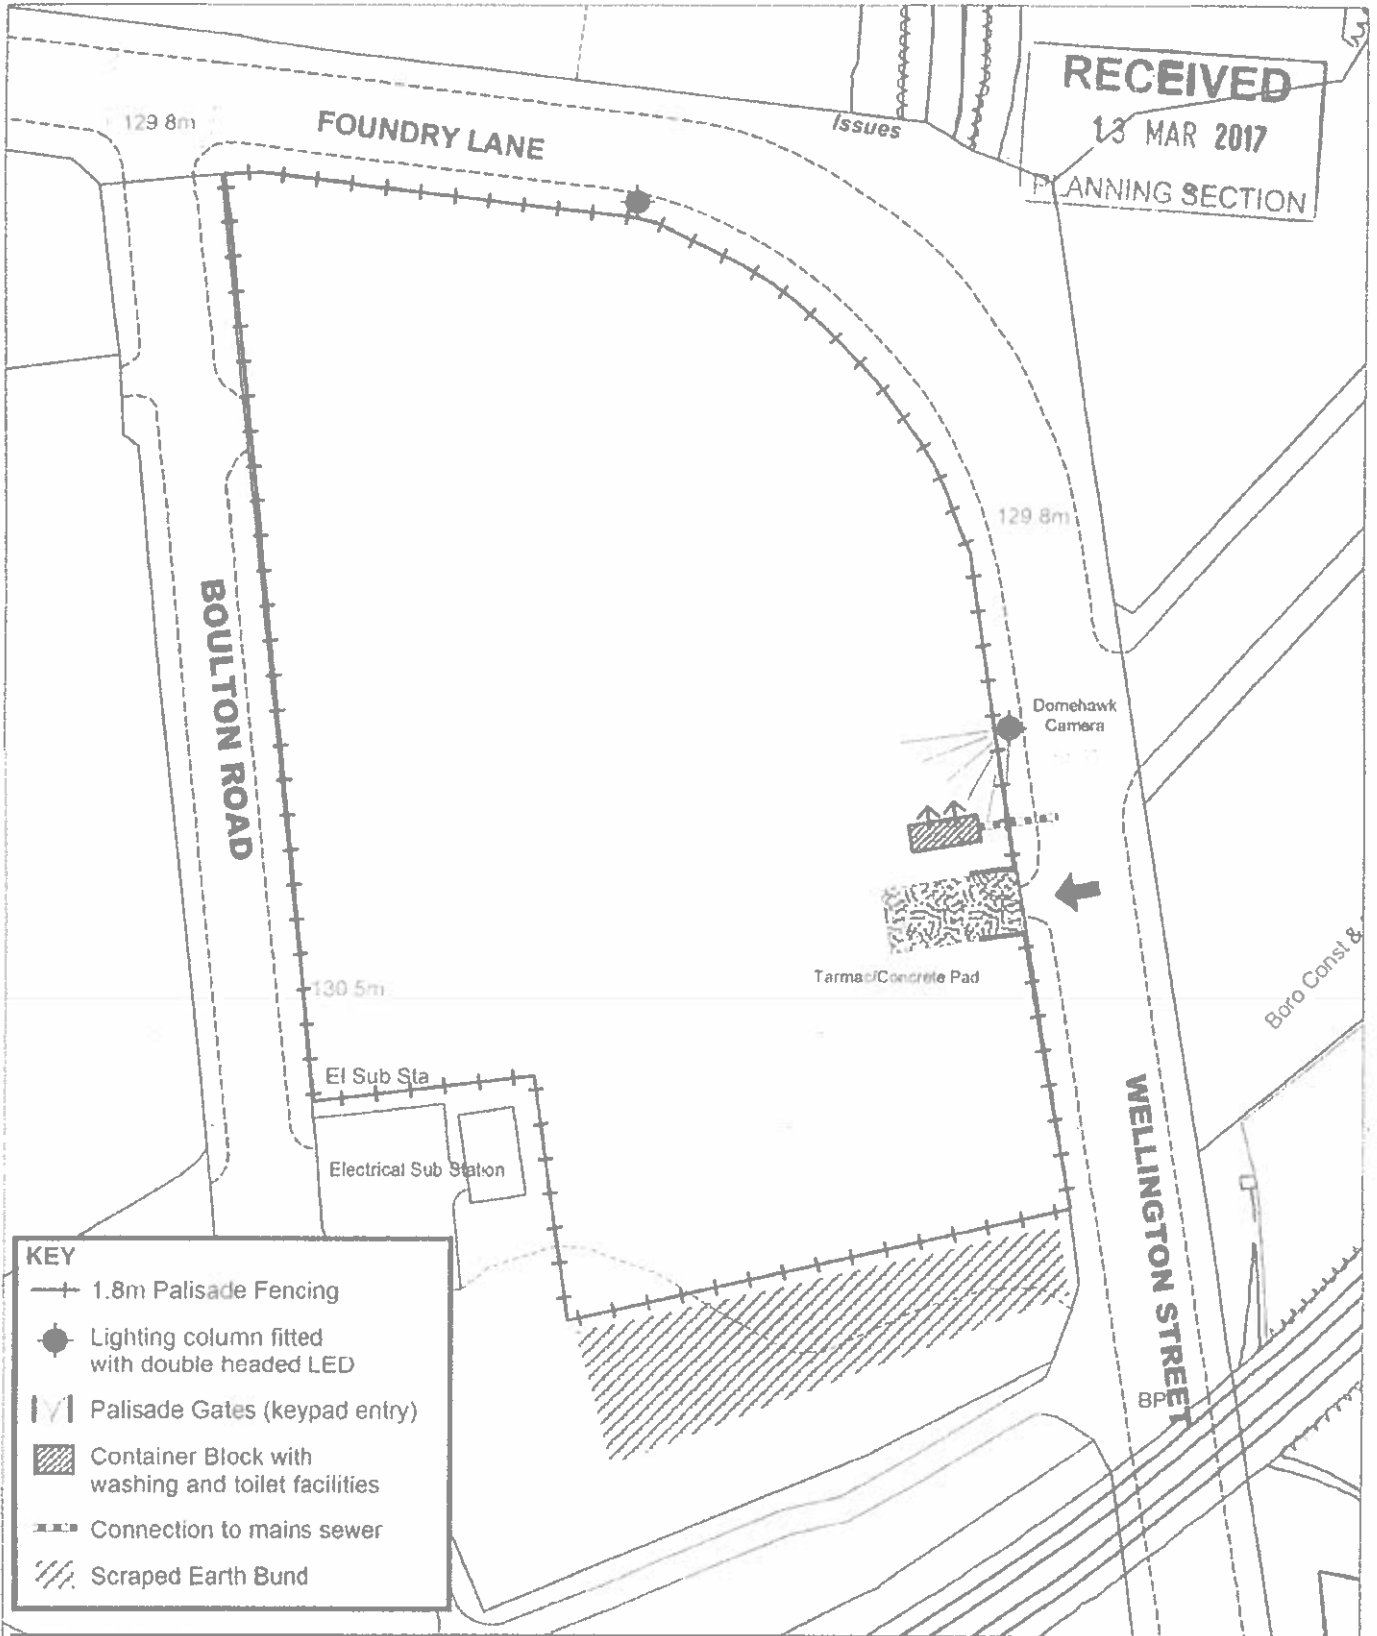 RECEIVED
13 MAR 2017
PLANNING SECTION
129.8m
FOUNDRY LANE
Issues
129.8m
BOULTON ROAD
Domehawk
Camera
Tarmac/Concrete Pad
130.5m
Boro Const &
El Sub Sta
Electrical Sub Station
WELLINGTON STREET
BP
KEY
1.8m Palisade Fencing
Lighting column fitted
with double headed LED
Palisade Gates (keypad entry)
Container Block with
washing and toilet facilities
Connection to mains sewer
Scraped Earth Bund